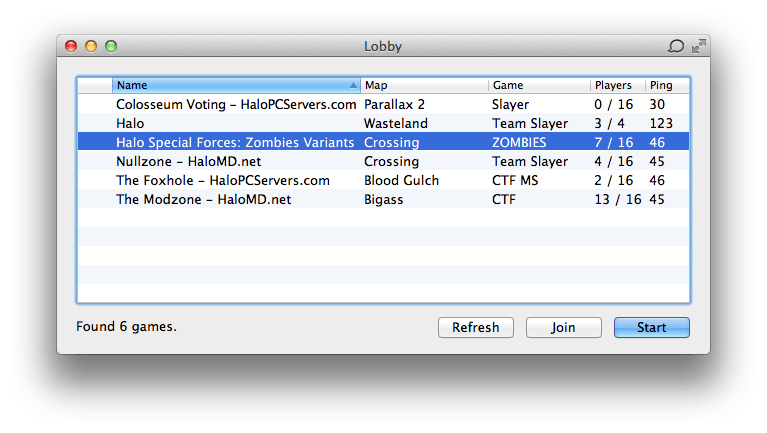 Lobby
Name Map Game Players Ping
Colosseum Voting – HaloPCServers.com Parallax 2 Slayer 0 / 16 30
Halo Wasteland Team Slayer 3 / 4 123
Halo Special Forces: Zombies Variants Crossing ZOMBIES 7 / 16 46
Nullzone – HaloMD.net Crossing Team Slayer 4 / 16 45
The Foxhole – HaloPCServers.com Blood Gulch CTF MS 2 / 16 46
The Modzone – HaloMD.net Bigass CTF 13 / 16 45
Found 6 games. Refresh Join Start